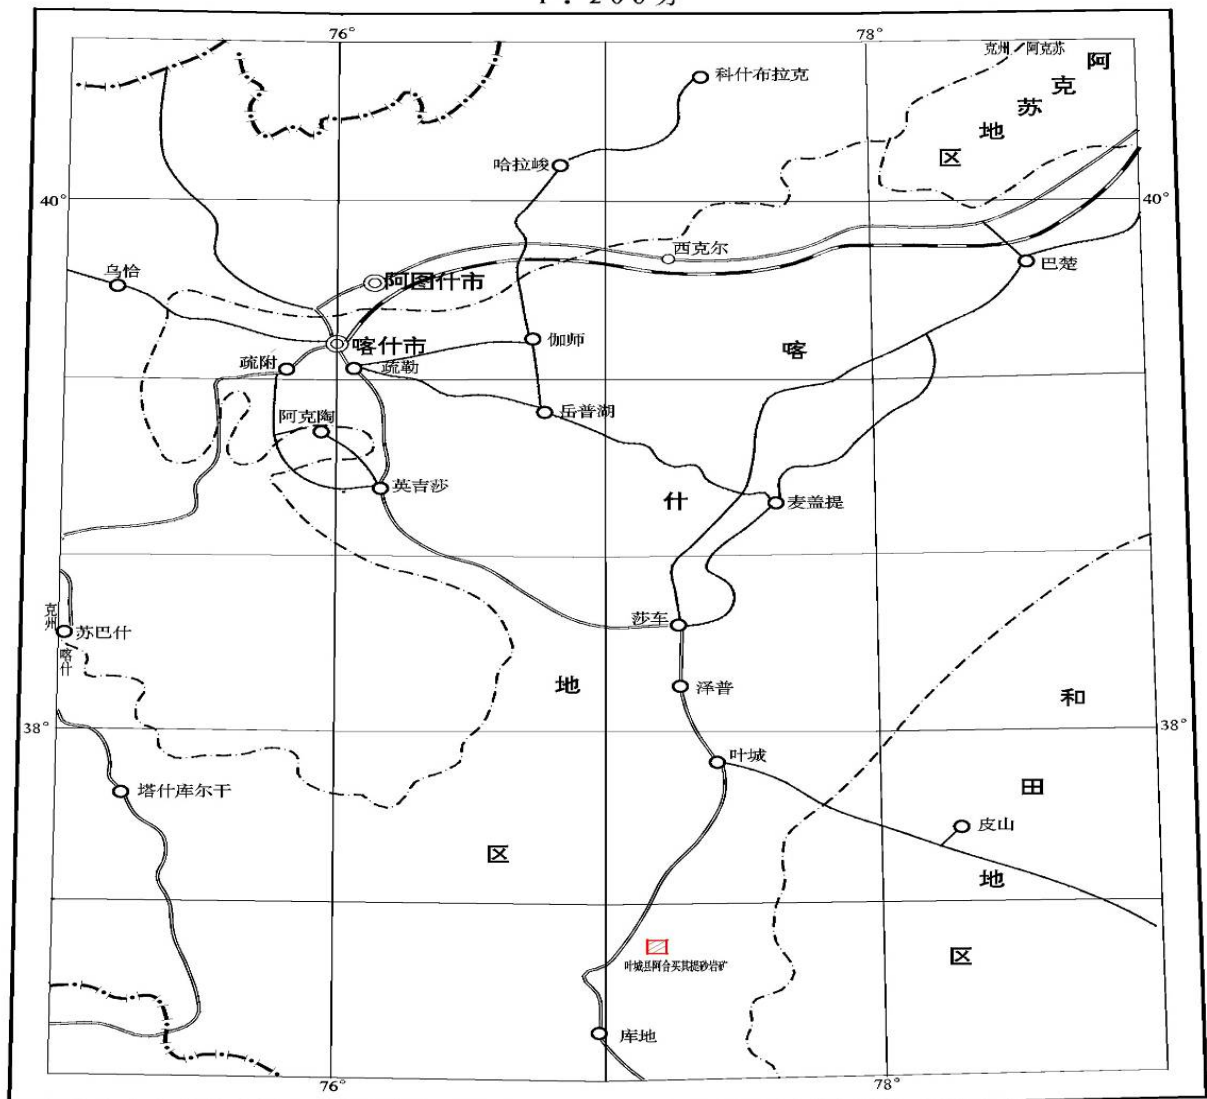 1:200万
76°
78°
克州
阿克苏
阿
克
苏
地
区
科什布拉克
哈拉峻
40°
40°
西克尔
乌恰
阿图什市
巴楚
喀什市
伽师
喀
疏附
疏勒
阿克陶
岳普湖
英吉莎
什
麦盖提
克州
苏巴什
喀什
莎车
地
泽普
和
38°
38°
叶城
塔什库尔干
田
皮山
区
地
叶城县阿合买其提砂岩矿
区
库地
76°
78°